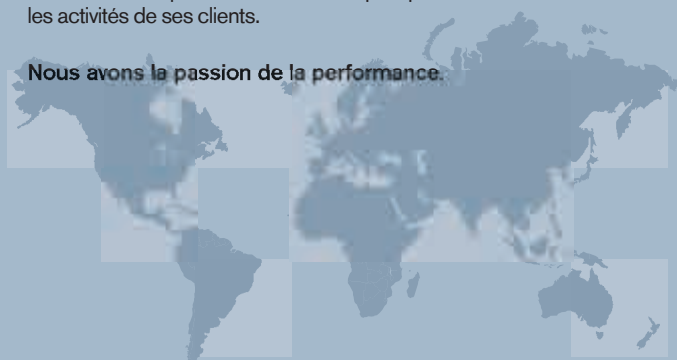 les activités de ses clients.
Nous avons la passion de la performance.